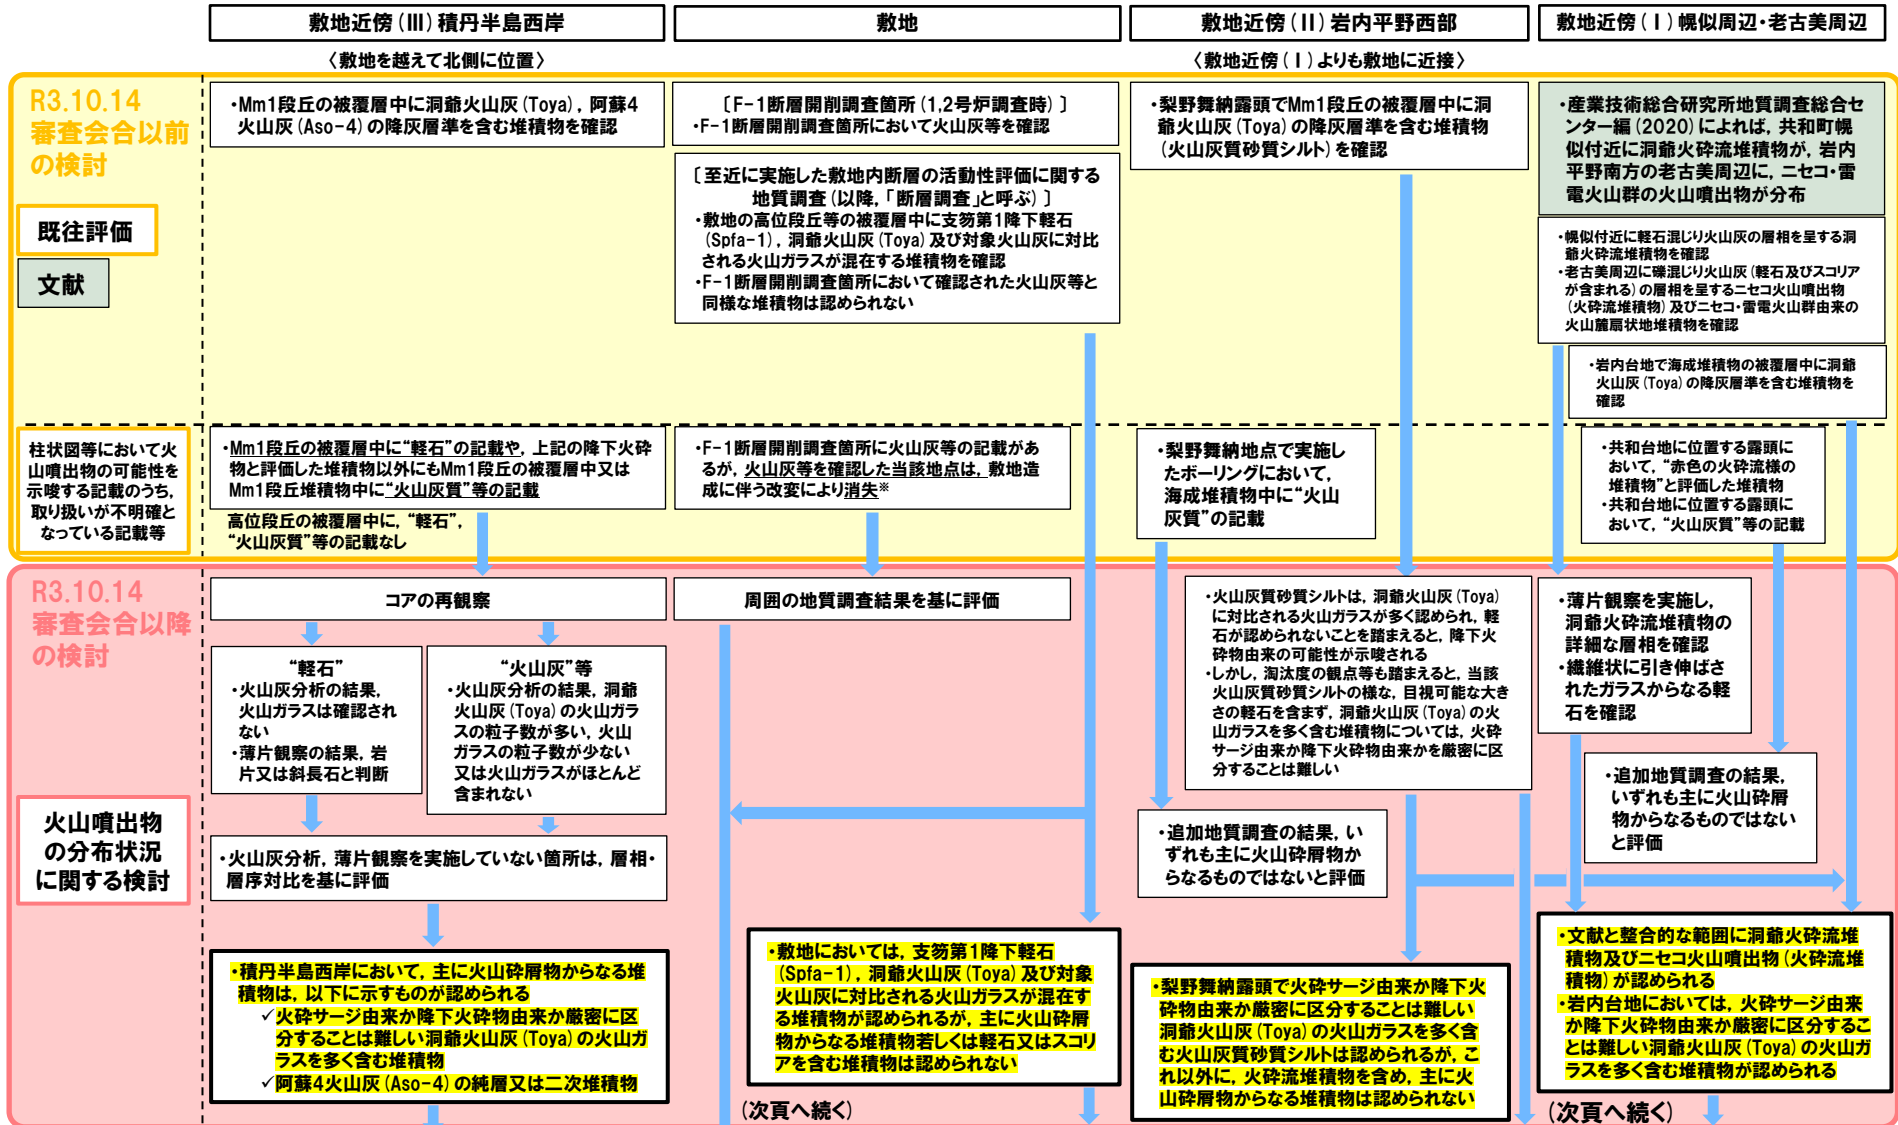 敷地近傍(Ⅲ)積丹半島西岸
敷地
敷地近傍(Ⅱ)岩内平野西部
敷地近傍(Ⅰ)幌似周辺・老古美周辺
〈敷地を越えて北側に位置〉
〈敷地近傍(Ⅰ)よりも敷地に近接〉
R3.10.14
審査会合以前
の検討
既往評価
文献
・Mm1段丘の被覆層中に洞爺火山灰(Toya)，阿蘇4
火山灰(Aso-4)の降灰層準を含む堆積物を確認
［F-1断層開削調査箇所(1,2号炉調査時)］
・F-1断層開削調査箇所において火山灰等を確認
［至近に実施した敷地内断層の活動性評価に関する
地質調査(以降，「断層調査」と呼ぶ)］
・敷地の高位段丘等の被覆層中に支笏第1降下軽石
(Spfa-1)，洞爺火山灰(Toya)及び対象火山灰に対比
される火山ガラスが混在する堆積物を確認
・F-1断層開削調査箇所において確認された火山灰等と
同様な堆積物は認められない
・梨野舞納露頭でMm1段丘の被覆層中に洞
爺火山灰(Toya)の降灰層準を含む堆積物
(火山灰質砂質シルト)を確認
・産業技術総合研究所地質調査総合セ
ンター編(2020)によれば，共和町幌
似付近に洞爺火砕流堆積物が，岩内
平野南方の老古美周辺に，ニセコ・雷
電火山群の火山噴出物が分布
・幌似付近に軽石混じり火山灰の層相を呈する洞
爺火砕流堆積物を確認
・老古美周辺に礫混じり火山灰(軽石及びスコリア
が含まれる)の層相を呈するニセコ火山噴出物
(火砕流堆積物)及びニセコ・雷電火山群由来の
火山麓扇状地堆積物を確認
・岩内台地で海成堆積物の被覆層中に洞爺
火山灰(Toya)の降灰層準を含む堆積物を
確認
柱状図等において火
山噴出物の可能性を
示唆する記載のうち，
取り扱いが不明確と
なっている記載等
・Mm1段丘の被覆層中に“軽石”の記載や，上記の降下火砕
物と評価した堆積物以外にもMm1段丘の被覆層中又は
Mm1段丘堆積物中に“火山灰質”等の記載
高位段丘の被覆層中に，“軽石”，
“火山灰質”等の記載なし
・F-1断層開削調査箇所に火山灰等の記載があ
るが，火山灰等を確認した当該地点は，敷地造
成に伴う改変により消失※
・梨野舞納地点で実施し
たボーリングにおいて，
海成堆積物中に“火山
灰質”の記載
・共和台地に位置する露頭に
おいて，“赤色の火砕流様の
堆積物”と評価した堆積物
・共和台地に位置する露頭に
おいて，“火山灰質”等の記載
R3.10.14
審査会合以降
の検討
火山噴出物
の分布状況
に関する検討
コアの再観察
“軽石”
・火山灰分析の結果，
火山ガラスは確認され
ない
・薄片観察の結果，岩
片又は斜長石と判断
“火山灰”等
・火山灰分析の結果，洞爺
火山灰(Toya)の火山ガラ
スの粒子数が多い，火山
ガラスの粒子数が少ない
又は火山ガラスがほとんど
含まれない
・火山灰分析，薄片観察を実施していない箇所は，層相・
層序対比を基に評価
・積丹半島西岸において，主に火山砕屑物からなる堆
積物は，以下に示すものが認められる
✓火砕サージ由来か降下火砕物由来か厳密に区
分することは難しい洞爺火山灰(Toya)の火山ガ
ラスを多く含む堆積物
✓阿蘇4火山灰(Aso-4)の純層又は二次堆積物
周囲の地質調査結果を基に評価
・敷地においては，支笏第1降下軽石
(Spfa-1)，洞爺火山灰(Toya)及び対象
火山灰に対比される火山ガラスが混在す
る堆積物が認められるが，主に火山砕屑
物からなる堆積物若しくは軽石又はスコリ
アを含む堆積物は認められない
(次頁へ続く)
・火山灰質砂質シルトは，洞爺火山灰(Toya)
に対比される火山ガラスが多く認められ，軽
石が認められないことを踏まえると，降下火
砕物由来の可能性が示唆される
・しかし，淘汰度の観点等も踏まえると，当該
火山灰質砂質シルトの様な，目視可能な大き
さの軽石を含まず，洞爺火山灰(Toya)の火
山ガラスを多く含む堆積物については，火砕
サージ由来か降下火砕物由来かを厳密に区
分することは難しい
・追加地質調査の結果，い
ずれも主に火山砕屑物か
らなるものではないと評価
・梨野舞納露頭で火砕サージ由来か降下火
砕物由来か厳密に区分することは難しい
洞爺火山灰(Toya)の火山ガラスを多く含
む火山灰質砂質シルトは認められるが，こ
れ以外に，火砕流堆積物を含め，主に火
山砕屑物からなる堆積物は認められない
・薄片観察を実施し，
洞爺火砕流堆積物の
詳細な層相を確認
・繊維状に引き伸ばさ
れたガラスからなる軽
石を確認
・追加地質調査の結果，
いずれも主に火山砕屑
物からなるものではない
と評価
・文献と整合的な範囲に洞爺火砕流堆
積物及びニセコ火山噴出物(火砕流堆
積物)が認められる
・岩内台地においては，火砕サージ由来
か降下火砕物由来か厳密に区分するこ
とは難しい洞爺火山灰(Toya)の火山ガ
ラスを多く含む堆積物が認められる
(次頁へ続く)